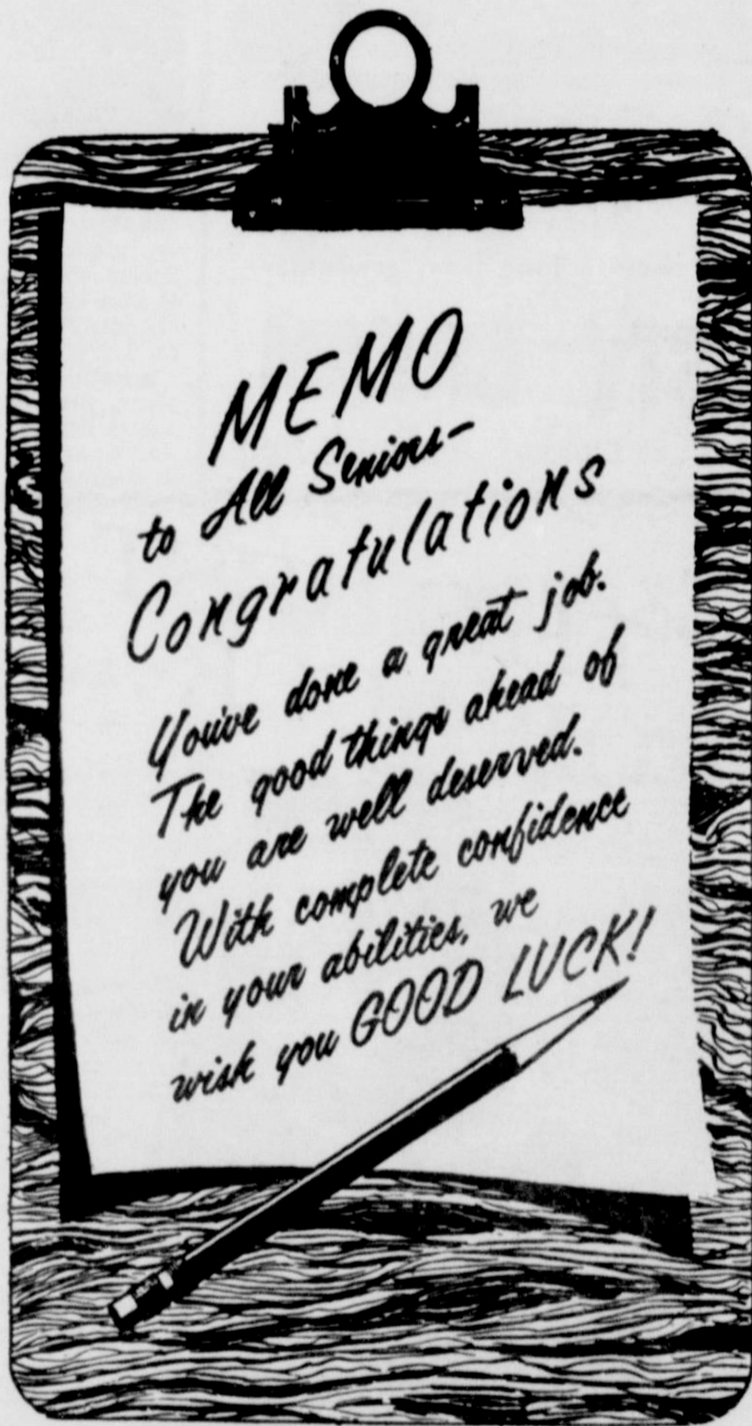 MEMO
to All Seniors-
Congratulations
You've done a great job.
The good things ahead of
you are well deserved.
With complete confidence
in your abilities, we
wish you GOOD LUCK!